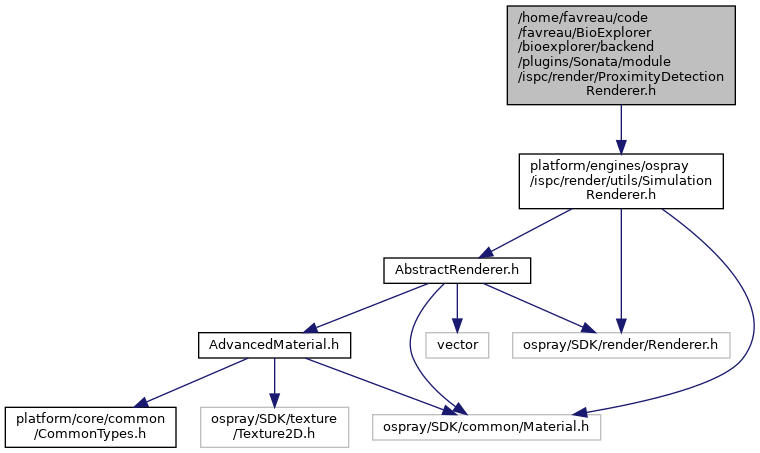 /home/favreau/code
/favreau/BioExplorer
/bioexplorer/backend
/plugins/Sonata/module
/ispc/render/ProximityDetection
Renderer.h
platform/engines/ospray
/ispc/render/utils/Simulation
Renderer.h
AbstractRenderer.h
AdvancedMaterial.h
vector
ospray/SDK/render/Renderer.h
platform/core/common
/CommonTypes.h
ospray/SDK/texture
/Texture2D.h
ospray/SDK/common/Material.h